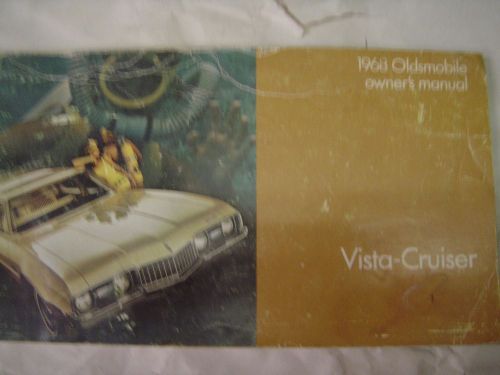 1968 Oldsmobile
owner's manual
Vista-Cruiser